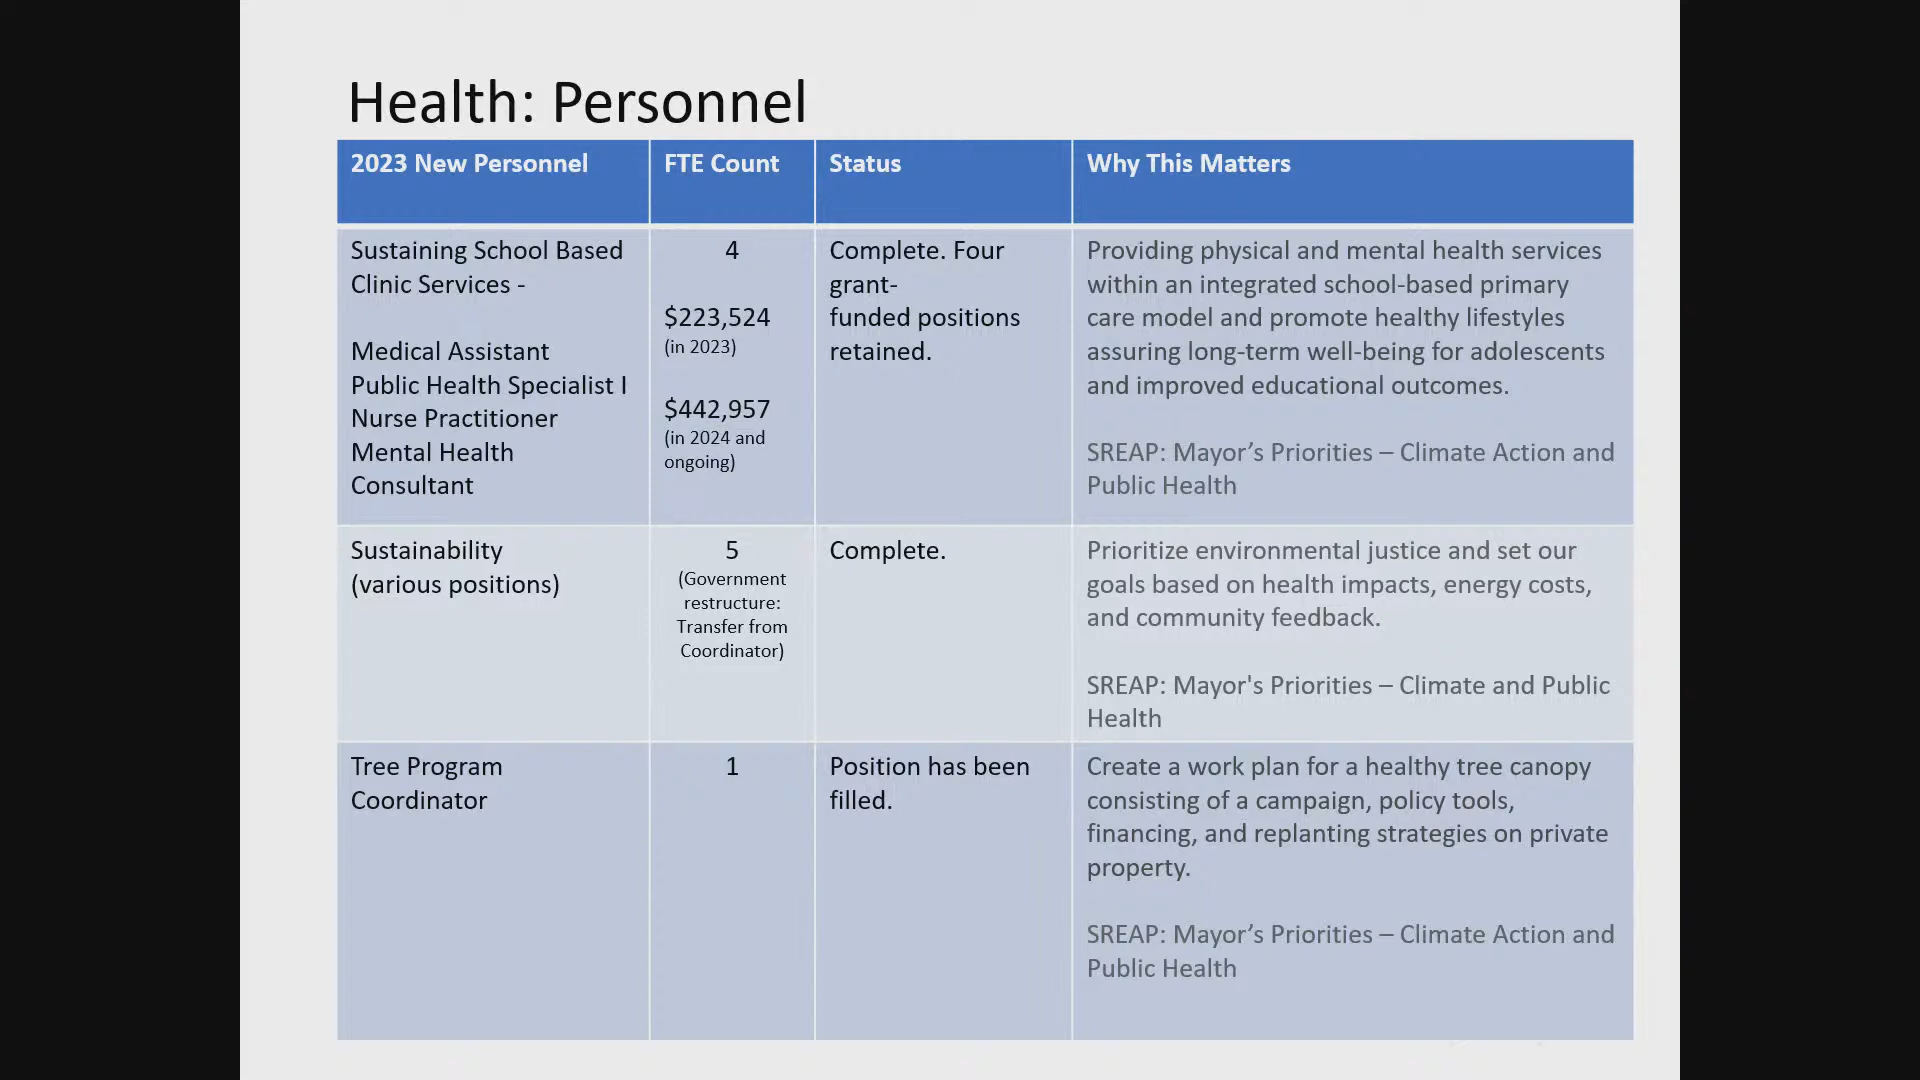 Health: Personnel
2023 New Personnel
FTE Count
Status
Why This Matters
Sustaining School Based
Clinic Services -
Medical Assistant
Public Health Specialist I
Nurse Practitioner
Mental Health
Consultant
4
$223,524
(in 2023)
$442,957
(in 2024 and
ongoing)
Complete. Four
grant-
funded positions
retained.
Providing physical and mental health services
within an integrated school-based primary
care model and promote healthy lifestyles
assuring long-term well-being for adolescents
and improved educational outcomes.
SREAP: Mayor’s Priorities – Climate Action and
Public Health
Sustainability
(various positions)
5
(Government
restructure:
Transfer from
Coordinator)
Complete.
Prioritize environmental justice and set our
goals based on health impacts, energy costs,
and community feedback.
SREAP: Mayor's Priorities – Climate and Public
Health
Tree Program
Coordinator
1
Position has been
filled.
Create a work plan for a healthy tree canopy
consisting of a campaign, policy tools,
financing, and replanting strategies on private
property.
SREAP: Mayor’s Priorities – Climate Action and
Public Health